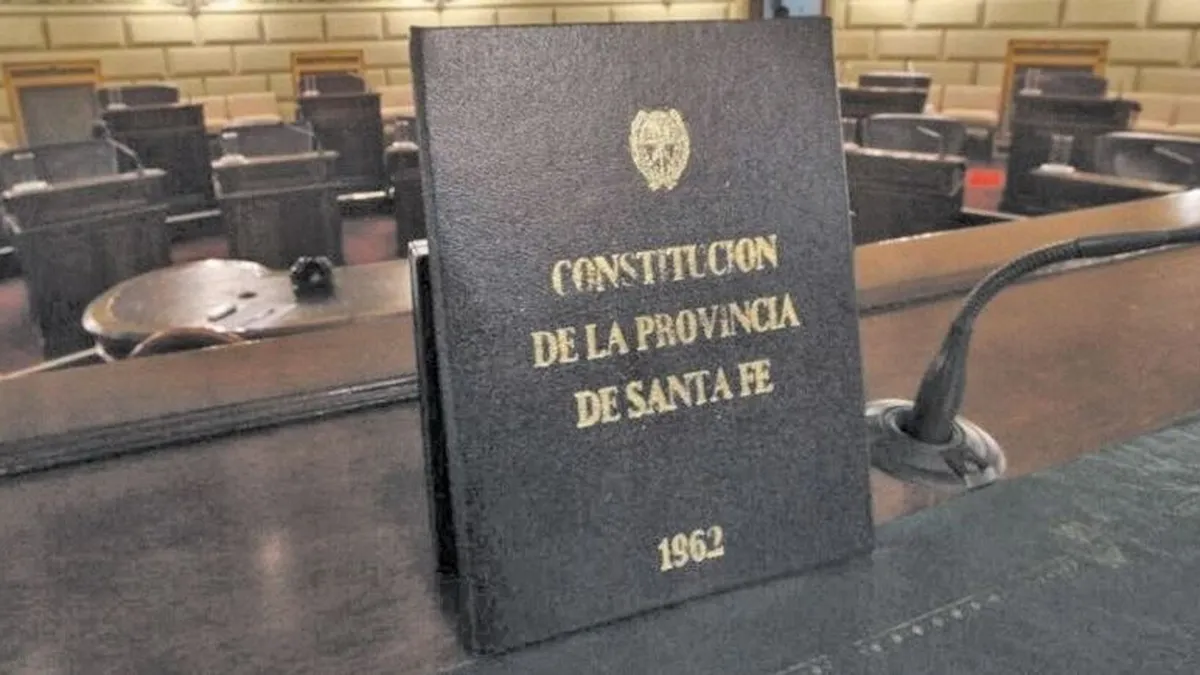 CONSTITUCION
DE LA PROVINCIA
DE SANTA FE
1962